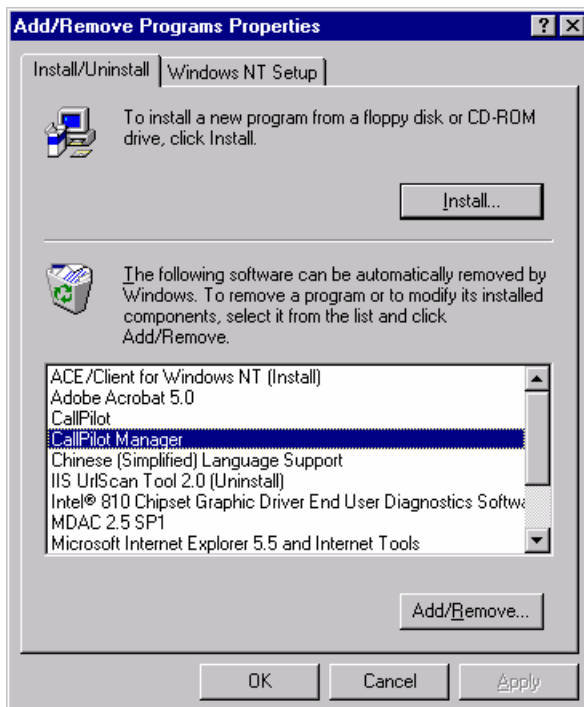 Add/Remove Programs Properties
Install/Uninstall
Windows NT Setup
To install a new program from a floppy disk or CD-ROM
drive, click Install.
Install...
The following software can be automatically removed by
Windows. To remove a program or to modify its installed
components, select it from the list and click
Add/Remove.
ACE/Client for Windows NT (Install)
Adobe Acrobat 5.0
CallPilot
CallPilot Manager
Chinese (Simplified) Language Support
IIS UrlScan Tool 2.0 (Uninstall)
Intel® 810 Chipset Graphic Driver End User Diagnostics
MDAC 2.5 SP1
Microsoft Internet Explorer 5.5 and Internet Tools
Add/Remove...
OK
Cancel
Apply